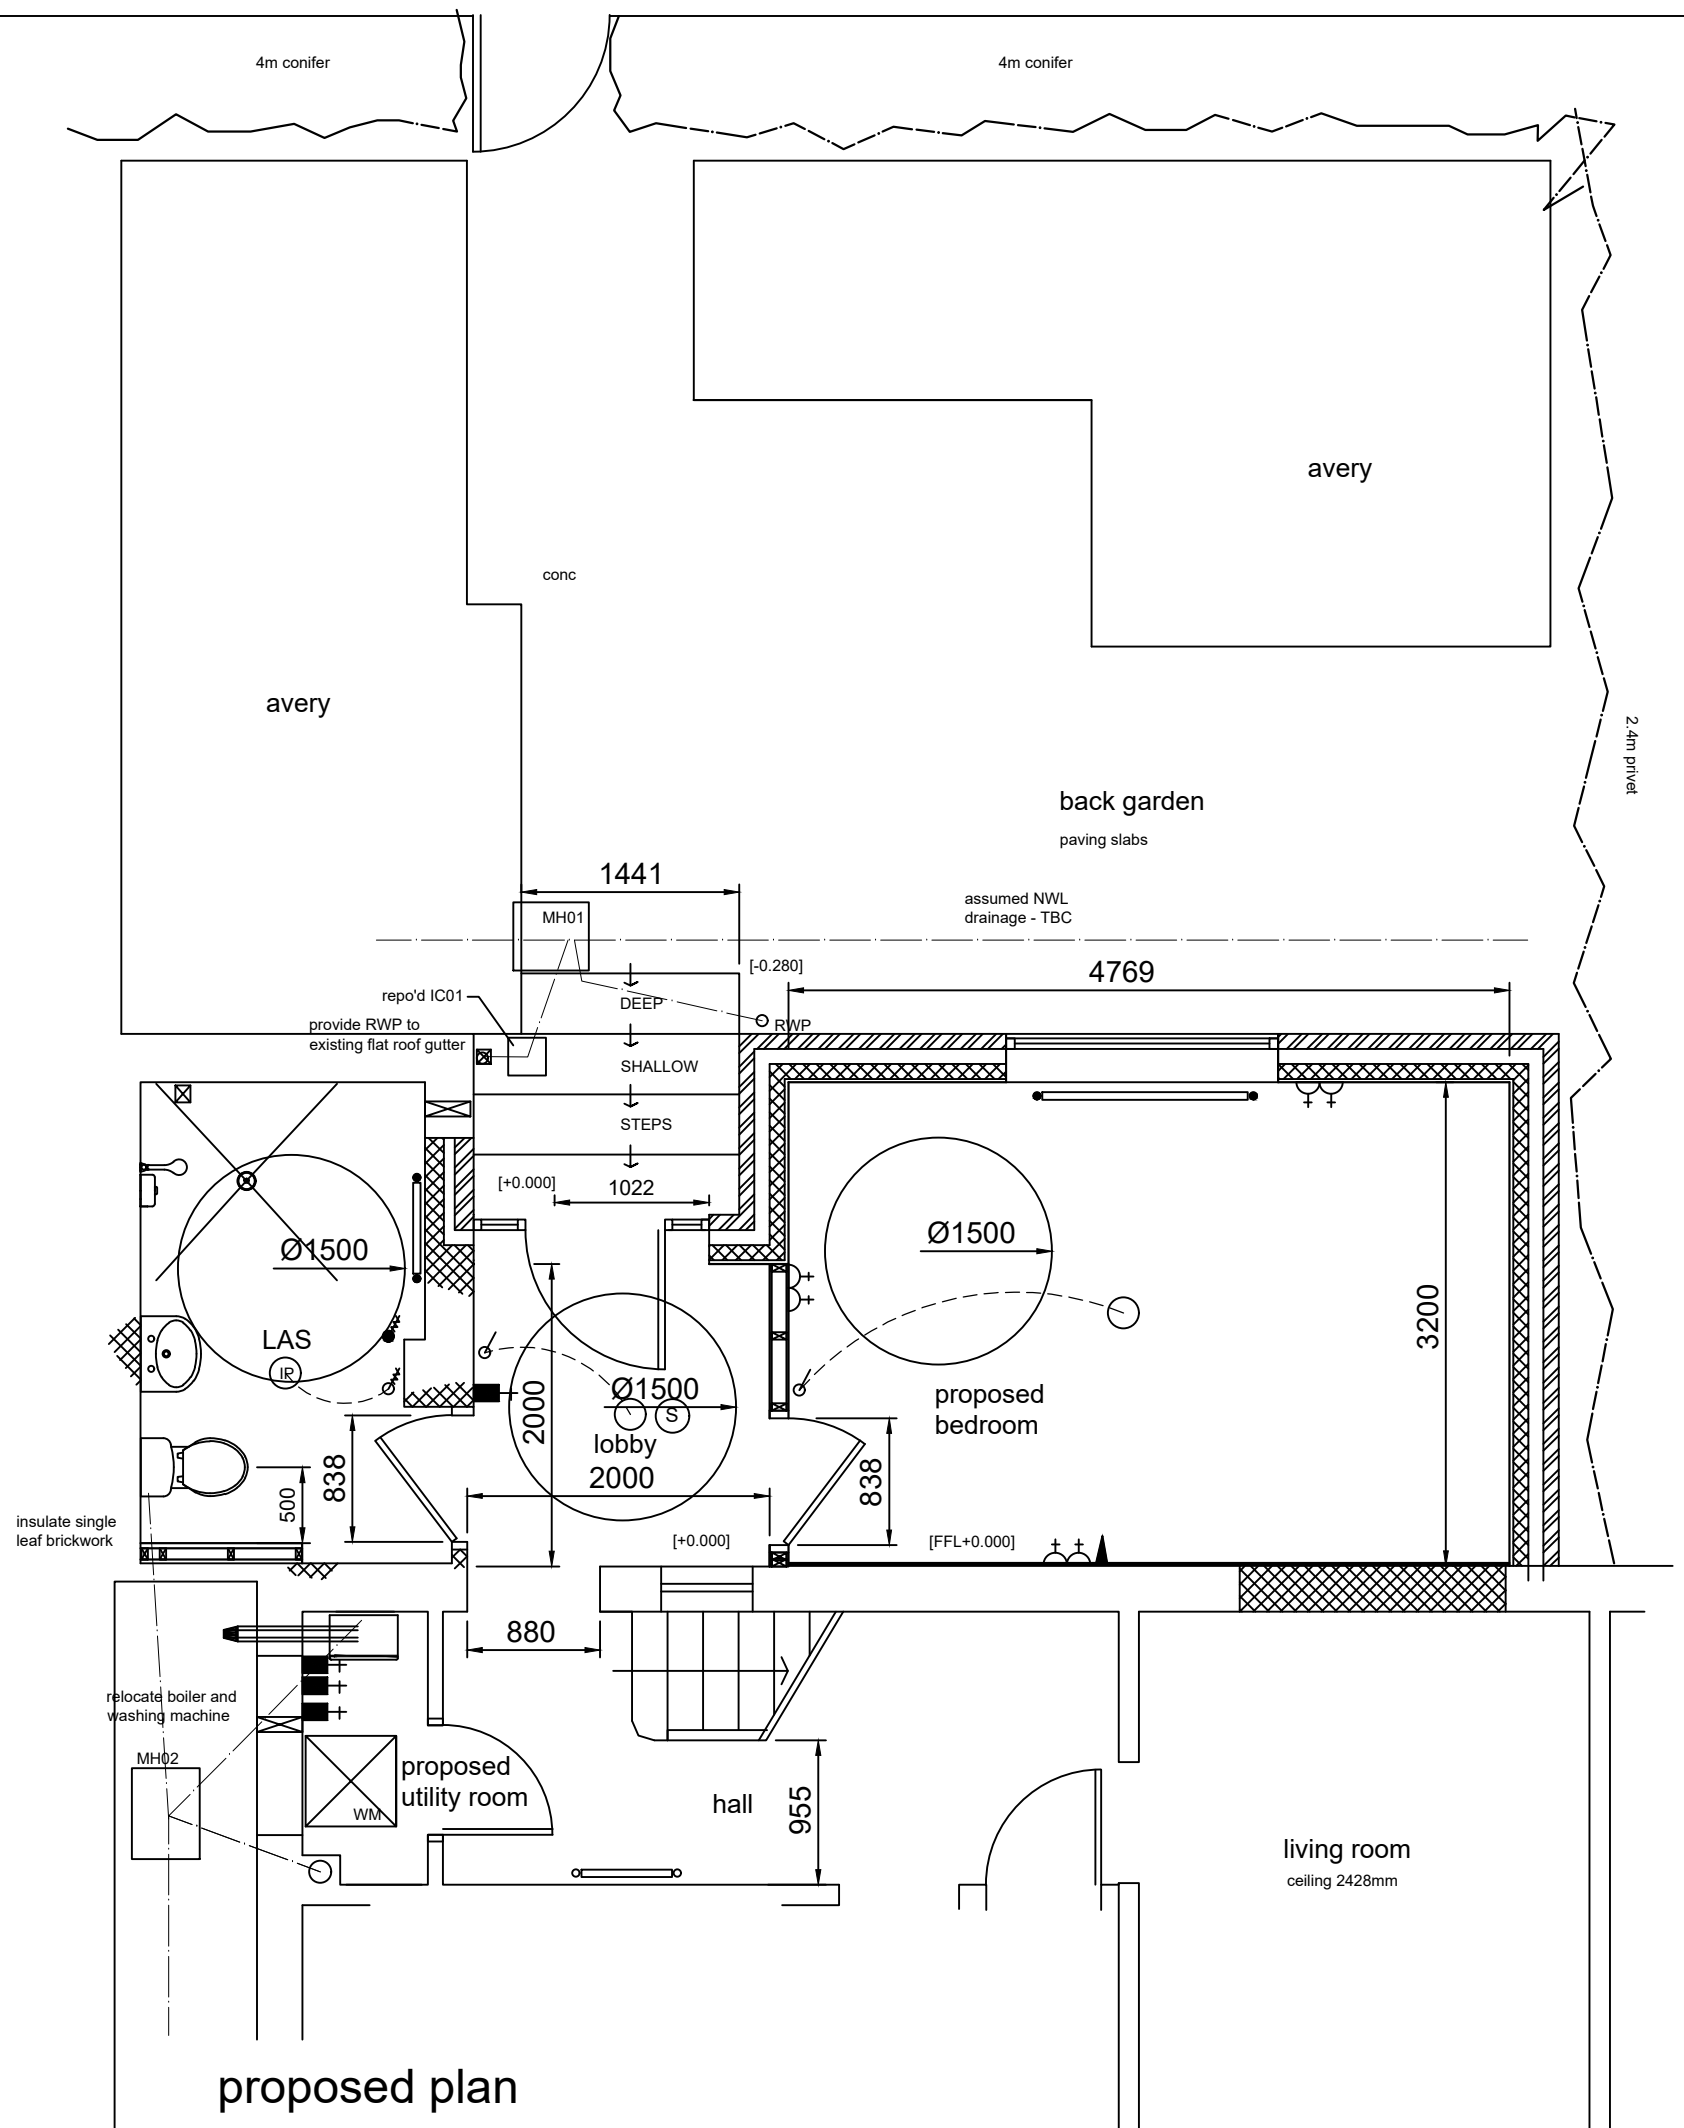 4m conifer
4m conifer
avery
conc
avery
2.4m privet
back garden
paving slabs
1441
assumed NWL
drainage - TBC
MH01
[-0.280]
4769
repo'd IC01
DEEP
provide RWP to
existing flat roof gutter
RWP
SHALLOW
STEPS
[+0.000]
1022
Ø1500
Ø1500
3200
LAS
IR
2000
Ø1500
S
lobby
2000
proposed
bedroom
838
838
500
insulate single
leaf brickwork
[+0.000]
[FFL+0.000]
880
relocate boiler and
washing machine
MH02
proposed
utility room
WM
hall
955
living room
ceiling 2428mm
proposed plan